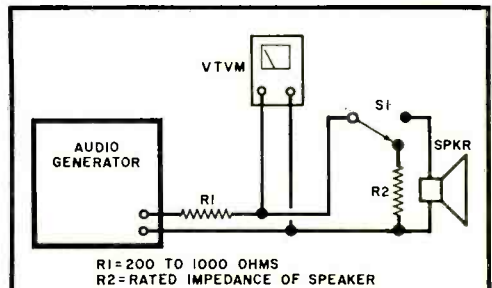 VTVM
S1
AUDIO
GENERATOR
SPKR
R1
R2
R1=200 TO 1000 OHMS
R2=RATED IMPEDANCE OF SPEAKER